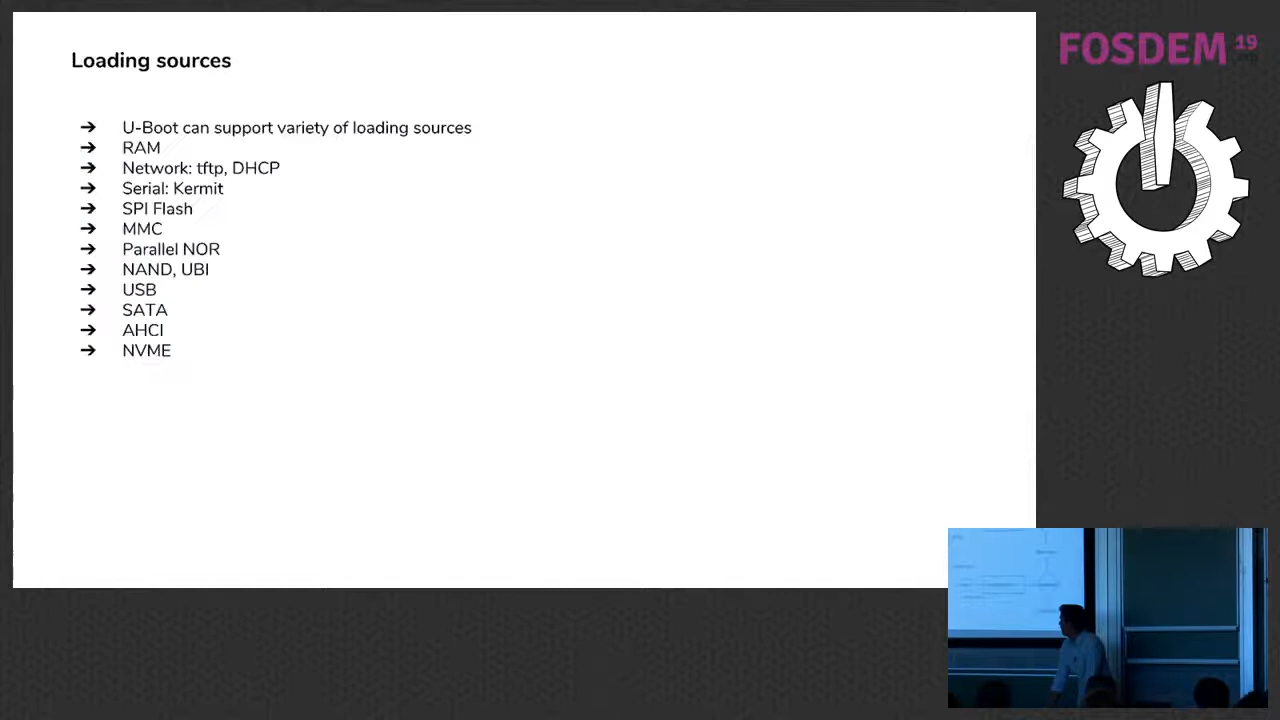 Loading sources
➔ U-Boot can support variety of loading sources
➔ RAM
➔ Network: tftp, DHCP
➔ Serial: Kermit
➔ SPI Flash
➔ MMC
➔ Parallel NOR
➔ NAND, UBI
➔ USB
➔ SATA
➔ AHCI
➔ NVME
FOSDEM 19
.org